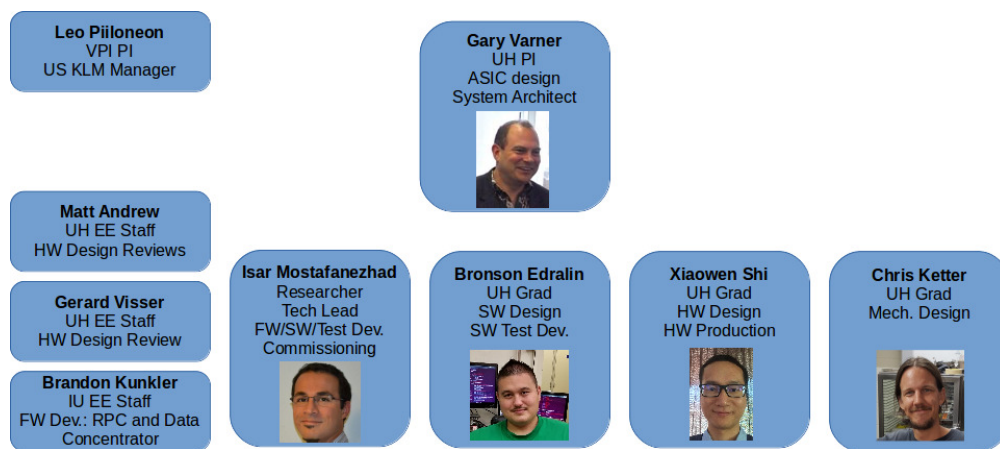 Leo Piiloneon
VPI PI
US KLM Manager
Gary Varner
UH PI
ASIC design
System Architect
Matt Andrew
UH EE Staff
HW Design Reviews
Gerard Visser
UH EE Staff
HW Design Review
Brandon Kunkler
IU EE Staff
FW Dev.: RPC and Data
Concentrator
Isar Mostafanezhad
Researcher
Tech Lead
FW/SW/Test Dev.
Commissioning
Bronson Edralin
UH Grad
SW Design
SW Test Dev.
Xiaowen Shi
UH Grad
HW Design
HW Production
Chris Ketter
UH Grad
Mech. Design